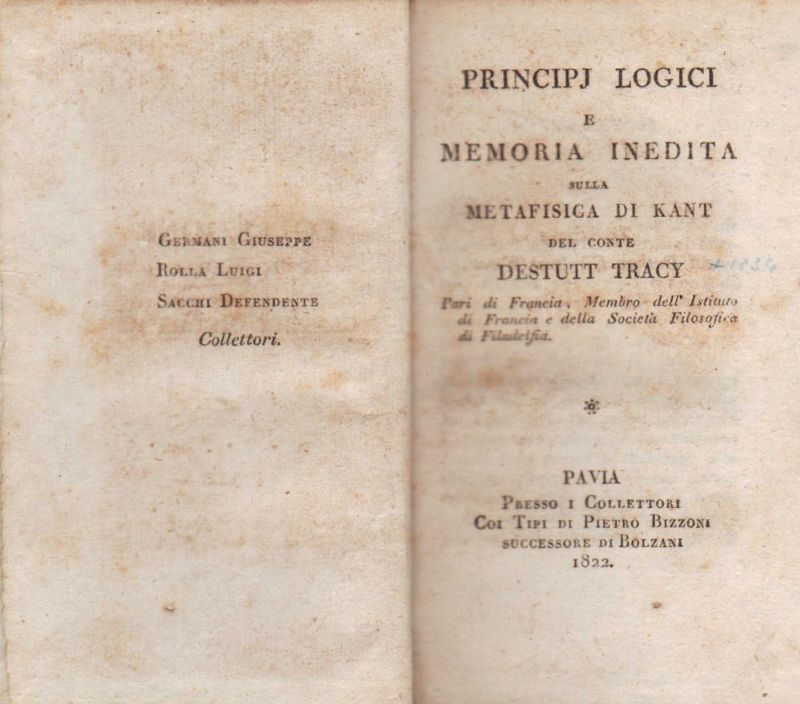 GERMANI GIUSEPPE
ROLLA LUIGI
SACCHI DEFENDENTE
Collettori.
PRINCIPJ LOGICI
E
MEMORIA INEDITA
SULLA
METAFISICA DI KANT
DEL CONTE
DESTUTT TRACY
Pari di Francia, Membro dell' Istituto
di Francia e della Società Filosofica
di Filadelfia.
PAVIA
PRESSO I COLLETTORI
COI TIPI DI PIETRO BIZZONI
SUCCESSORE DI BOLZANI
1822.